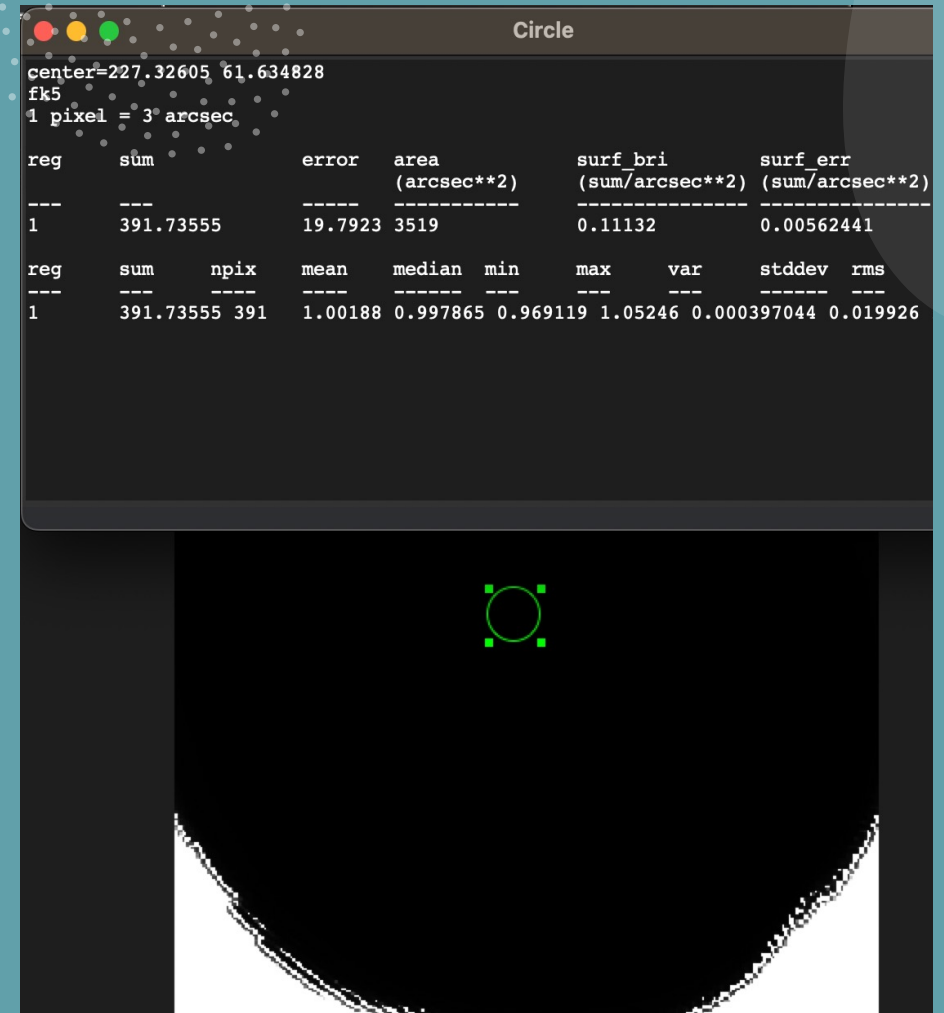 Circle
center=227.32605 61.634828
fk5
1 pixel = 3 arcsec
reg sum error area surf_bri surf_err
(arcsec**2) (sum/arcsec**2) (sum/arcsec**2)
--- --- ----- ----------- --------------- ---------------
1 391.73555 19.7923 3519 0.11132 0.00562441
reg sum npix mean median min max var stddev rms
--- --- ---- ---- ------ --- --- --- ------ ---
1 391.73555 391 1.00188 0.997865 0.969119 1.05246 0.000397044 0.019926